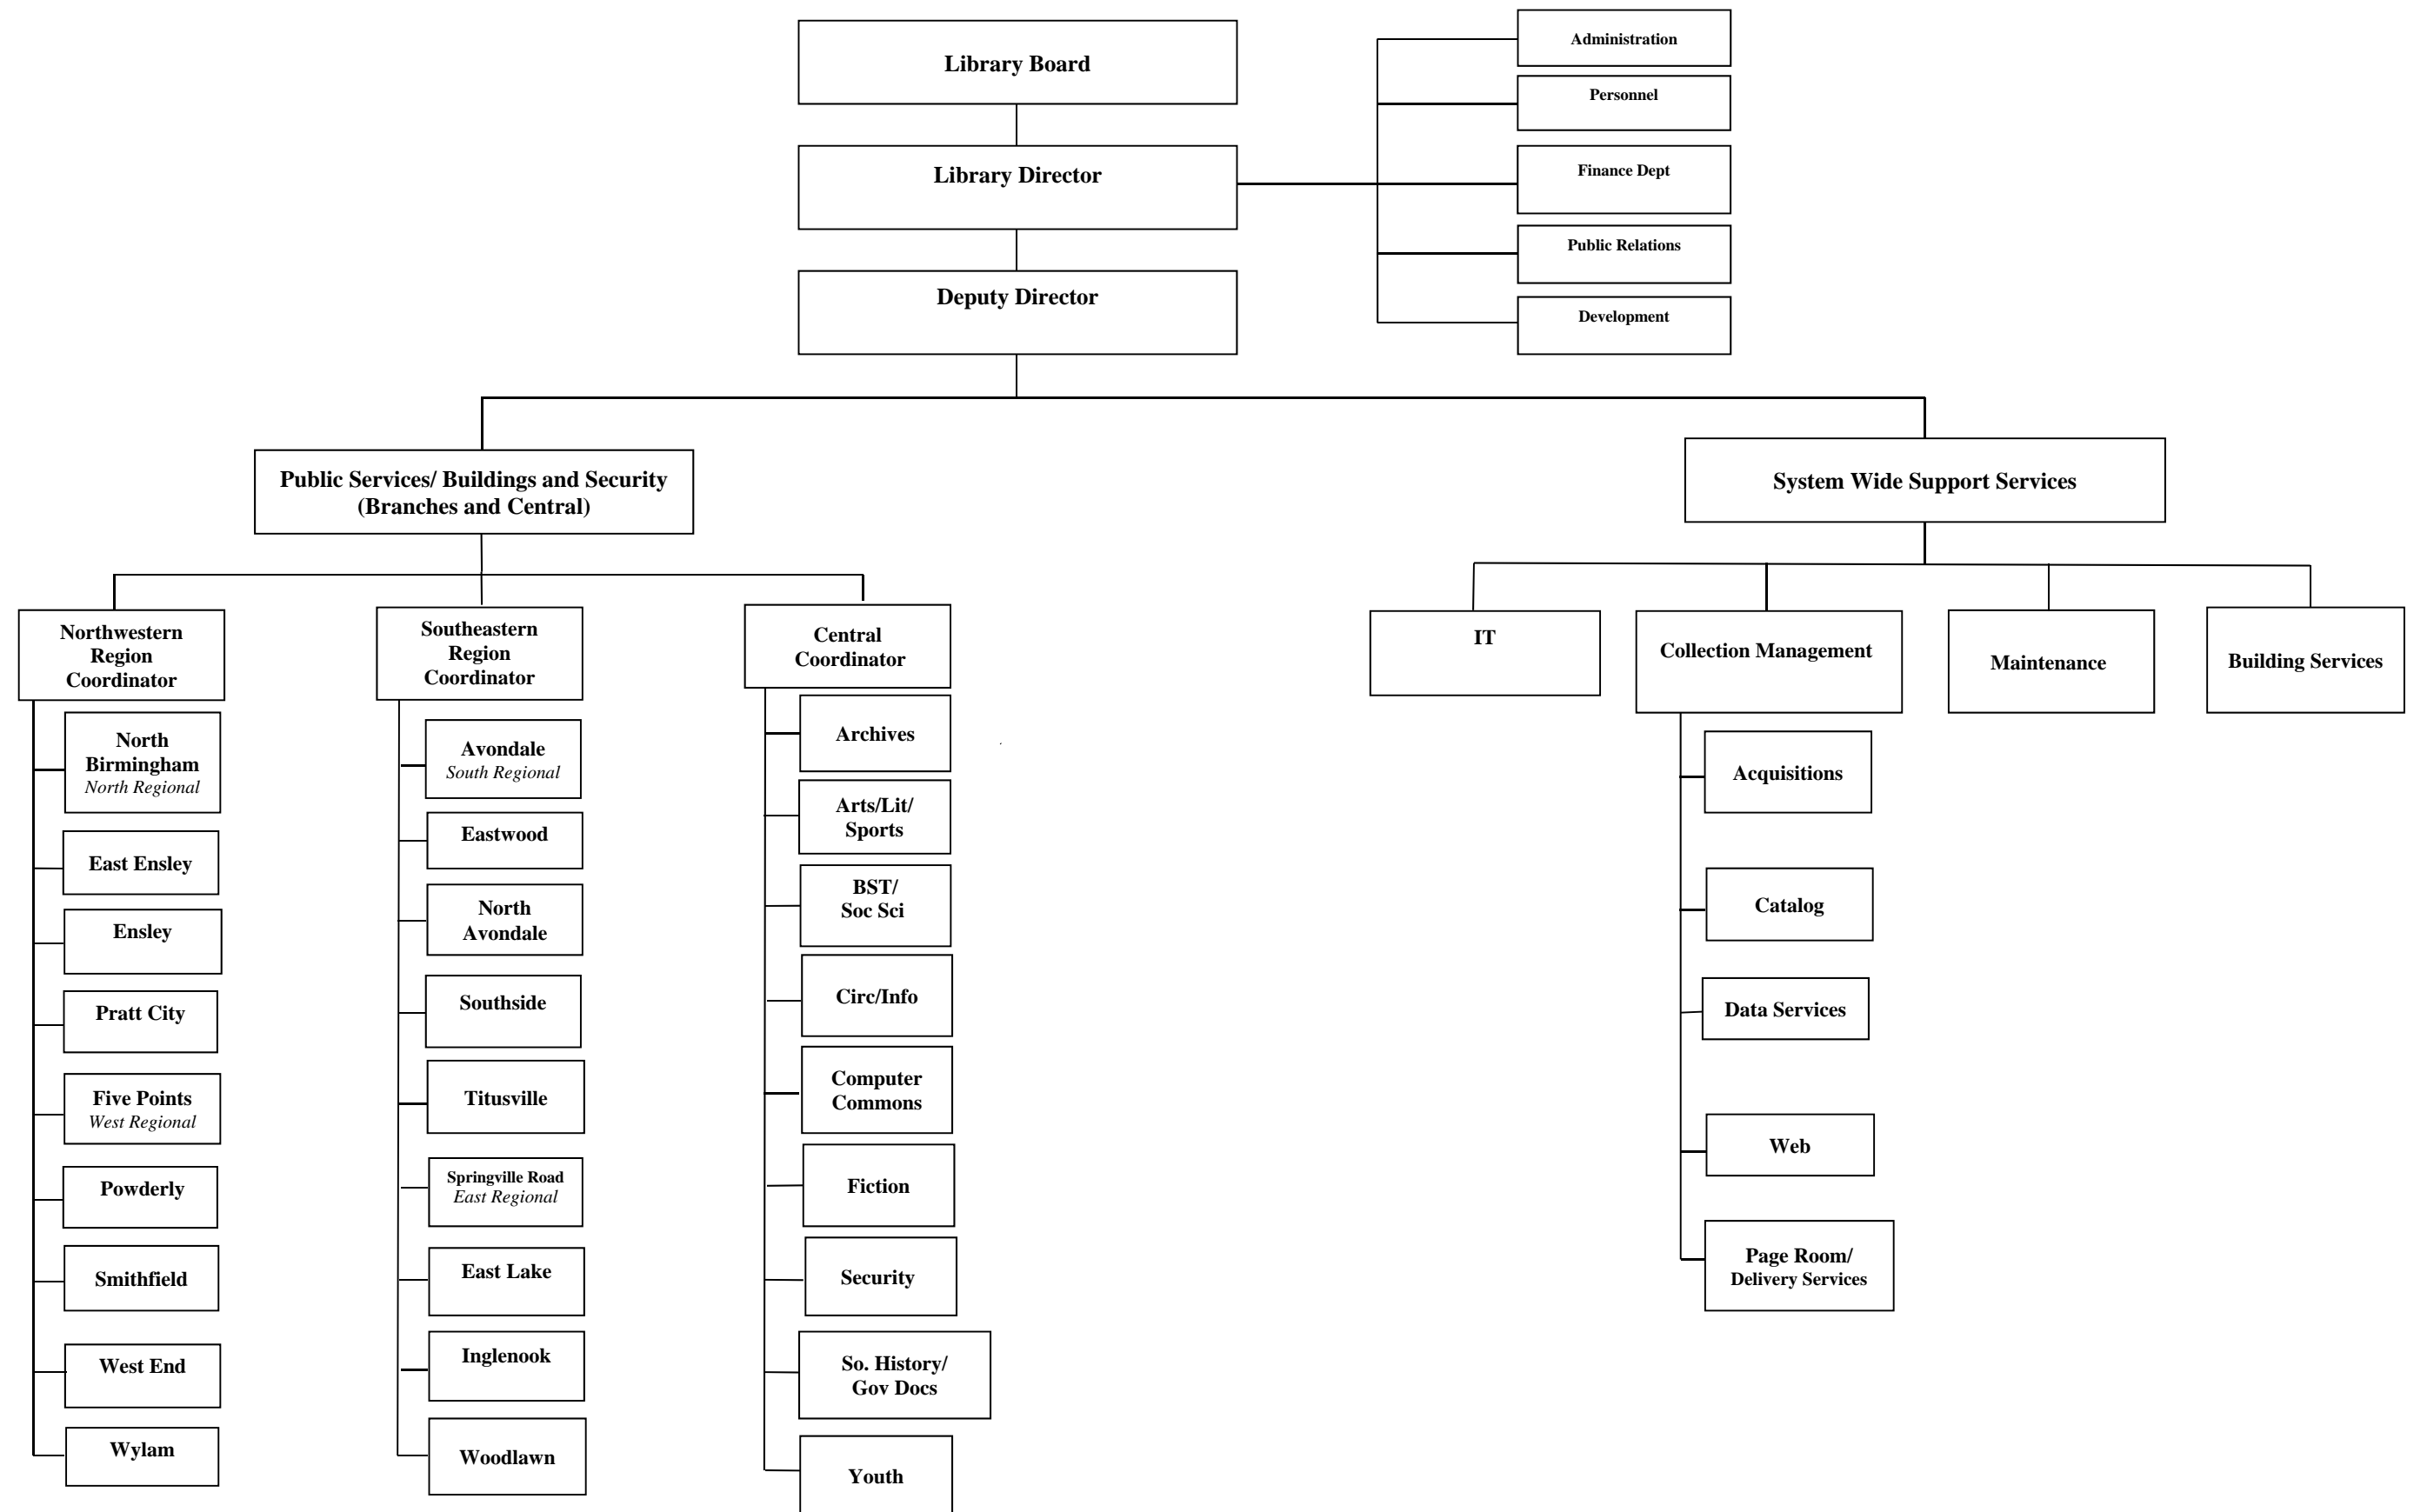 Library Board
Library Director
Deputy Director
Administration
Personnel
Finance Dept
Public Relations
Development
Public Services/ Buildings and Security
(Branches and Central)
System Wide Support Services
Northwestern
Region
Coordinator
North
Birmingham
North Regional
East Ensley
Ensley
Pratt City
Five Points
West Regional
Powderly
Smithfield
West End
Wylam
Southeastern
Region
Coordinator
Avondale
South Regional
Eastwood
North
Avondale
Southside
Titusville
Springville Road
East Regional
East Lake
Inglenook
Woodlawn
Central
Coordinator
Archives
Arts/Lit/
Sports
BST/
Soc Sci
Circ/Info
Computer
Commons
Fiction
Security
So. History/
Gov Docs
Youth
IT
Collection Management
Acquisitions
Catalog
Data Services
Web
Page Room/
Delivery Services
Maintenance
Building Services